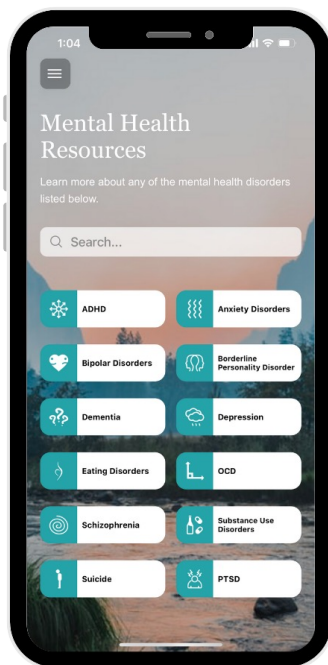 1:04
Mental Health
Resources
Learn more about any of the mental health disorders
listed below.
Search...
ADHD
Anxiety Disorders
Bipolar Disorders
Borderline
Personality Disorder
Dementia
Depression
Eating Disorders
OCD
Schizophrenia
Substance Use
Disorders
Suicide
PTSD